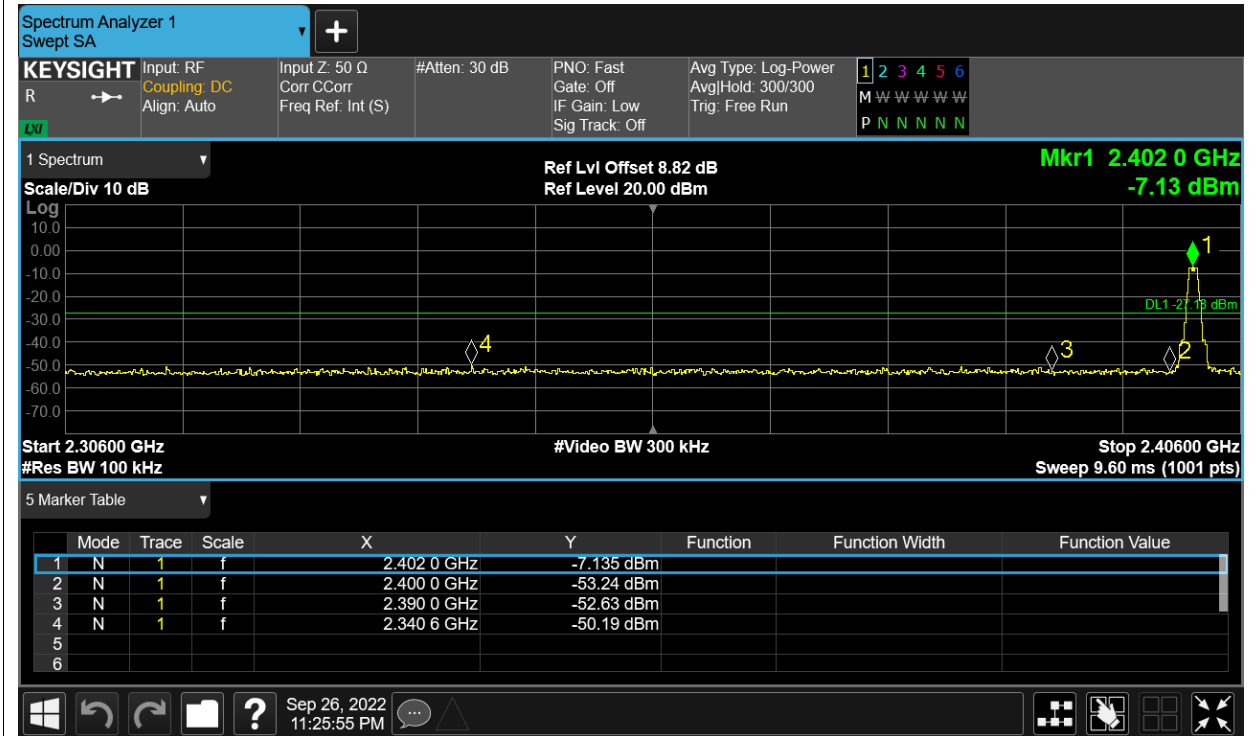 Spectrum Analyzer 1
Swept SA
KEYSIGHT
R
LXI
Input: RF
Coupling: DC
Align: Auto
Input Z: 50 Ω
Corr CCorr
Freq Ref: Int (S)
#Atten: 30 dB
PNO: Fast
Gate: Off
IF Gain: Low
Sig Track: Off
Avg Type: Log-Power
Avg|Hold: 300/300
Trig: Free Run
1 2 3 4 5 6
M W W W W W
P N N N N N
1 Spectrum
Scale/Div 10 dB
Ref Lvl Offset 8.82 dB
Ref Level 20.00 dBm
Mkr1 2.402 0 GHz
-7.13 dBm
Log
10.0
0.00
-10.0
-20.0
-30.0
-40.0
-50.0
-60.0
-70.0
1
DL1 -27.13 dBm
4
3
2
Start 2.30600 GHz
#Video BW 300 kHz
Stop 2.40600 GHz
#Res BW 100 kHz
Sweep 9.60 ms (1001 pts)
5 Marker Table
Mode Trace Scale X Y Function Function Width Function Value
1 N 1 f 2.402 0 GHz -7.135 dBm
2 N 1 f 2.400 0 GHz -53.24 dBm
3 N 1 f 2.390 0 GHz -52.63 dBm
4 N 1 f 2.340 6 GHz -50.19 dBm
5
6
?
Sep 26, 2022
11:25:55 PM